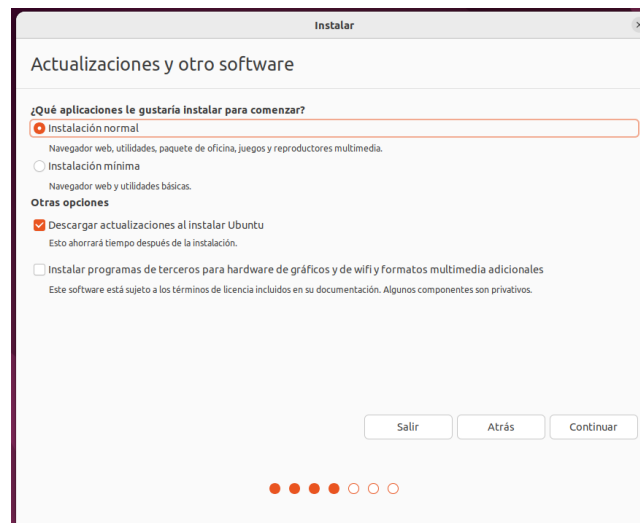 Instalar
Actualizaciones y otro software
¿Qué aplicaciones le gustaría instalar para comenzar?
Instalación normal
Navegador web, utilidades, paquete de oficina, juegos y reproductores multimedia.
Instalación mínima
Navegador web y utilidades básicas.
Otras opciones
Descargar actualizaciones al instalar Ubuntu
Esto ahorrará tiempo después de la instalación.
Instalar programas de terceros para hardware de gráficos y de wifi y formatos multimedia adicionales
Este software está sujeto a los términos de licencia incluidos en su documentación. Algunos componentes son privativos.
Salir Atrás Continuar